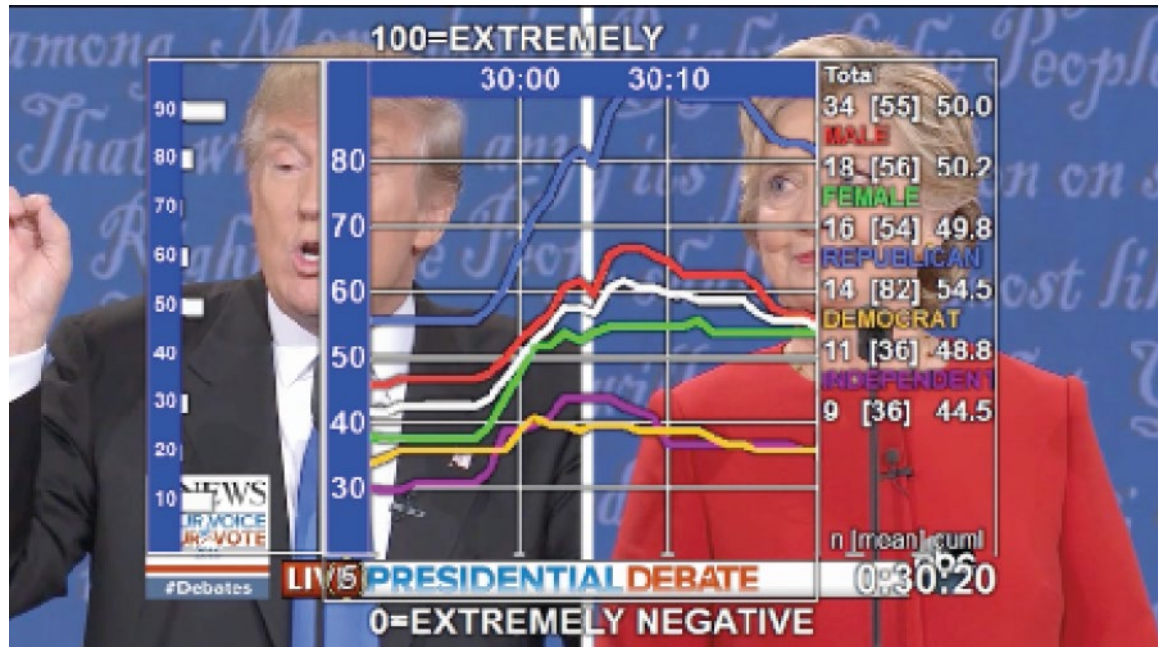 100=EXTREMELY
30:00 30:10
90
80
70
60
50
40
30
20
10
80
70
60
50
40
30
Total
34 [55] 50.0
MALE
18 [56] 50.2
FEMALE
16 [54] 49.8
REPUBLICAN
14 [82] 54.5
DEMOCRAT
11 [36] 48.8
INDEPENDENT
9 [36] 44.5
n [mean] cuml
NEWS
VOICE
VOTE
#Debates
PRESIDENTIAL DEBATE
0:30:20
0=EXTREMELY NEGATIVE